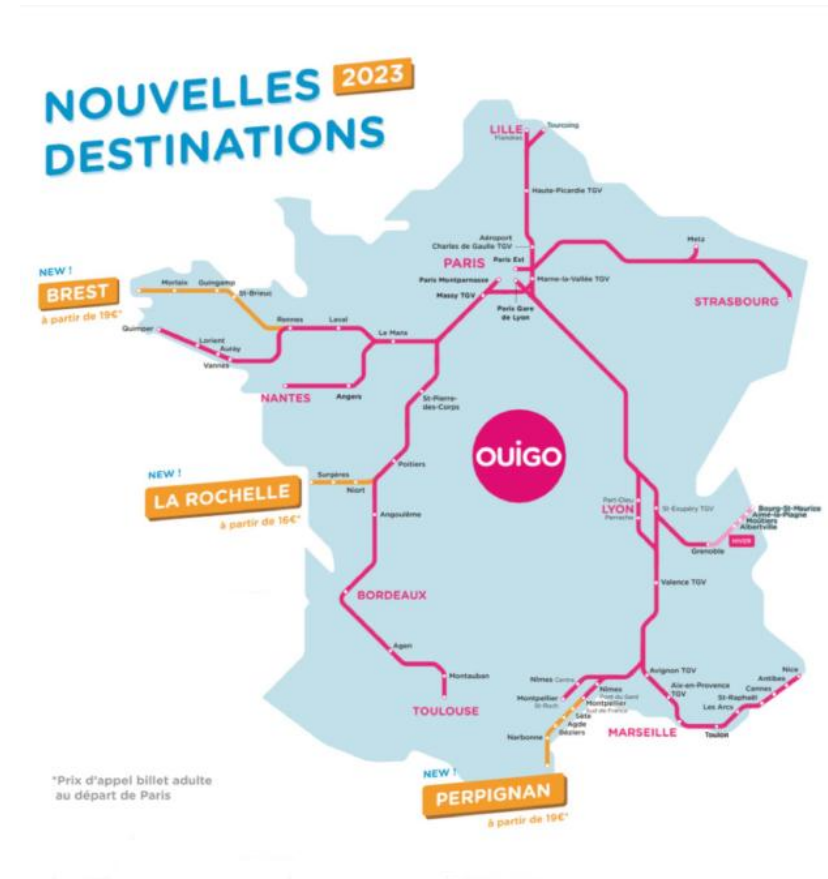 NOUVELLES 2023
DESTINATIONS
LILLE
Flandres
Tourcoing
Haute-Picardie TGV
Aéroport
Charles de Gaulle TGV
PARIS
Paris Est
Marne-la-Vallée TGV
Paris Montparnasse
Massy TGV
Paris Gare
de Lyon
Metz
STRASBOURG
NEW !
BREST
à partir de 19€*
Morlaix
Guingamp
St-Brieuc
Rennes
Laval
Le Mans
Quimper
Lorient
Auray
Vannes
NANTES
Angers
St-Pierre-
des-Corps
OUIGO
NEW !
LA ROCHELLE
à partir de 16€*
Surgères
Niort
Poitiers
Angoulême
Part-Dieu
LYON
Perrache
St-Exupéry TGV
Bourg-St-Maurice
Aime-la-Plagne
Moûtiers
Albertville
HIVER
Grenoble
Valence TGV
BORDEAUX
Agen
Montauban
TOULOUSE
Nîmes Centre
Nîmes
Pont du Gard
Montpellier
St-Roch
Montpellier
Sud de France
Sète
Agde
Béziers
Narbonne
Avignon TGV
Aix-en-Provence
TGV
MARSEILLE
Toulon
Les Arcs
St-Raphaël
Cannes
Antibes
Nice
NEW !
PERPIGNAN
à partir de 19€*
*Prix d'appel billet adulte
au départ de Paris